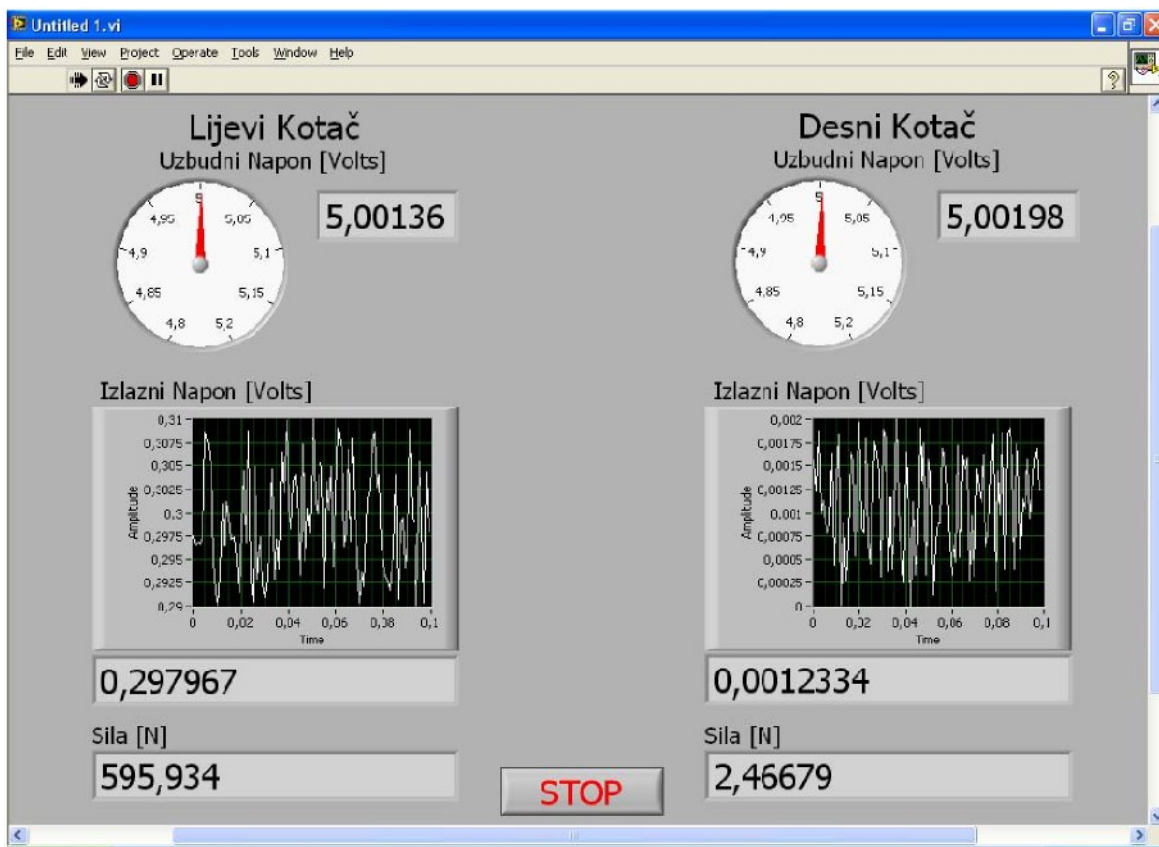 Untitled 1.vi
File Edit View Project Operate Tools Window Help
Lijevi Kotač
Uzbudni Napon [Volts]
5
4,95 5,05
4,9 5,1
4,85 5,15
4,8 5,2
5,00136
Izlazni Napon [Volts]
0,31
0,3075
0,305
0,3025
0,3
0,2975
0,295
0,2925
0,29
Amplitude
0 0,02 0,04 0,06 0,08 0,1
Time
0,297967
Sila [N]
595,934
Desni Kotač
Uzbudni Napon [Volts]
5
4,95 5,05
4,9 5,1
4,85 5,15
4,8 5,2
5,00198
Izlazni Napon [Volts]
0,002
0,00175
0,0015
0,00125
0,001
0,00075
0,0005
0,00025
0
Amplitude
0 0,02 0,04 0,06 0,08 0,1
Time
0,0012334
Sila [N]
2,46679
STOP